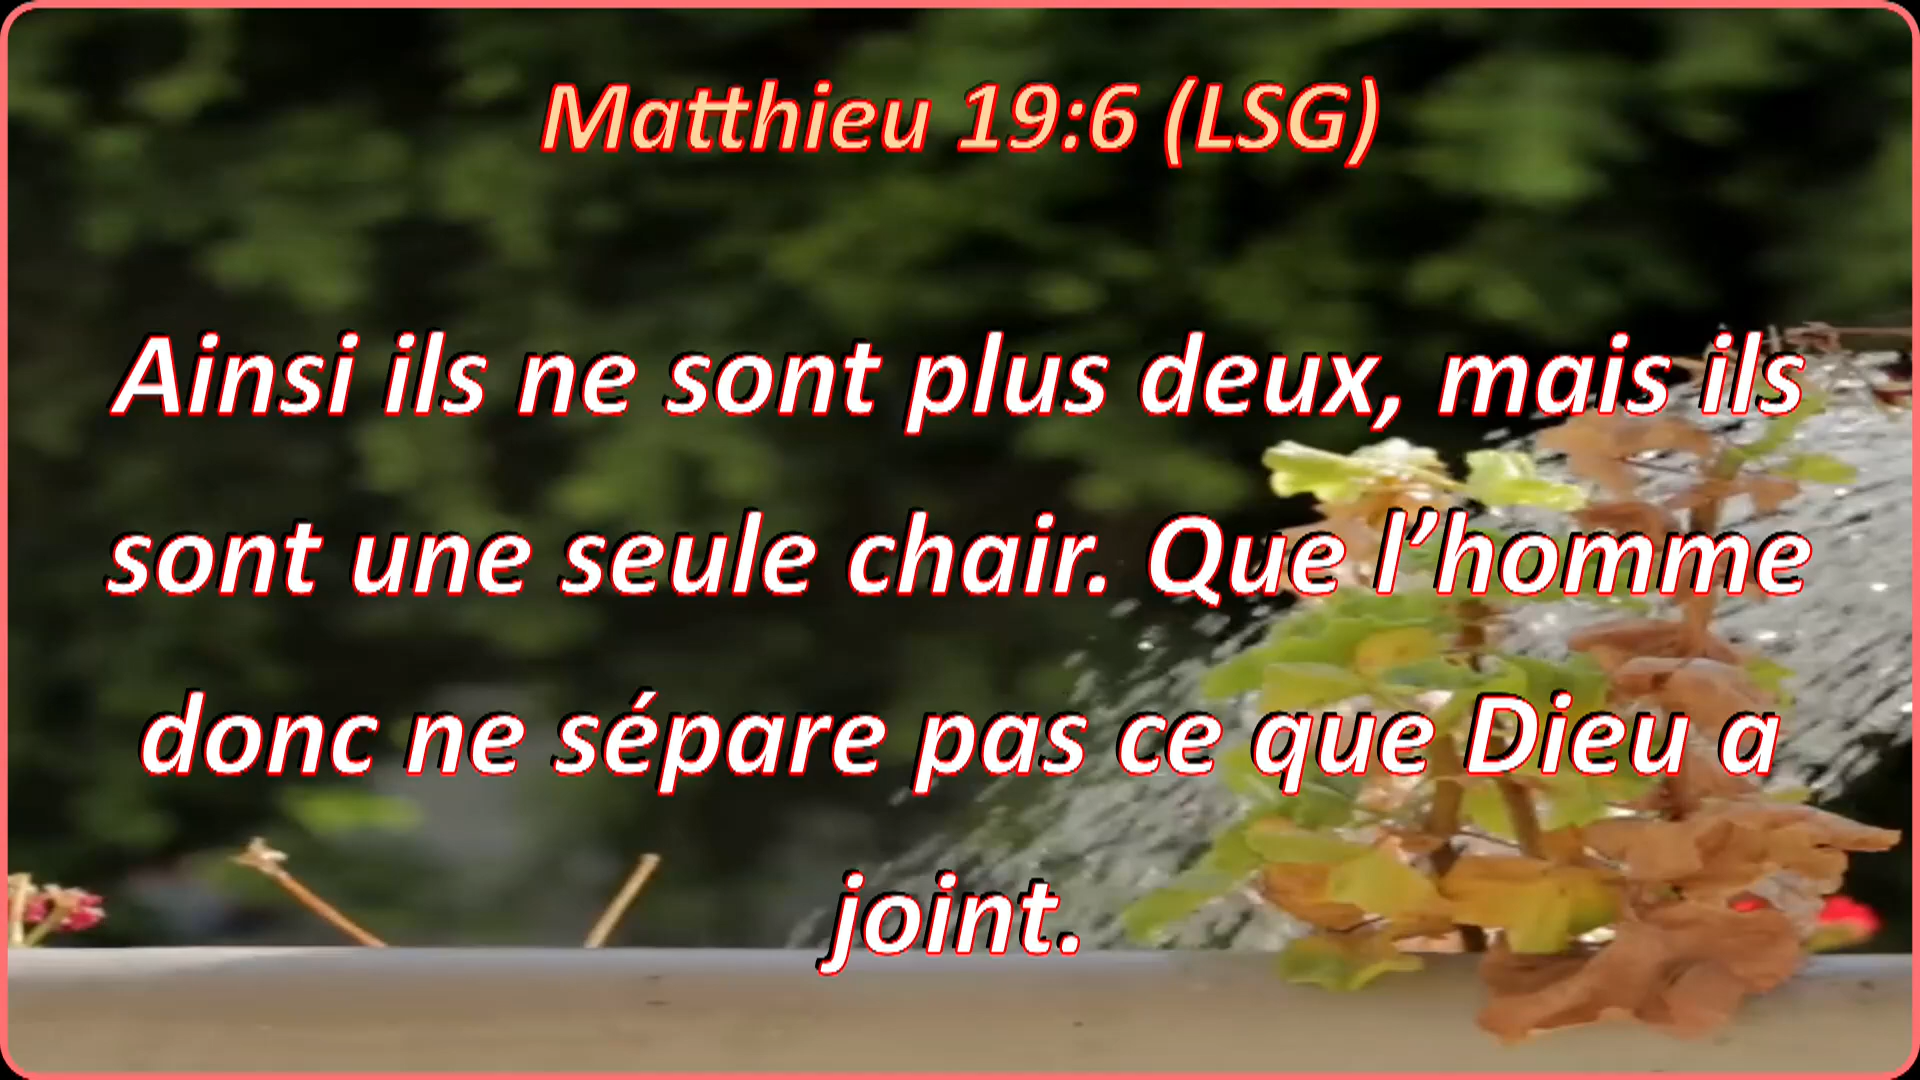 Matthieu 19:6 (LSG)
Ainsi ils ne sont plus deux, mais ils
sont une seule chair. Que l’homme
donc ne sépare pas ce que Dieu a
joint.